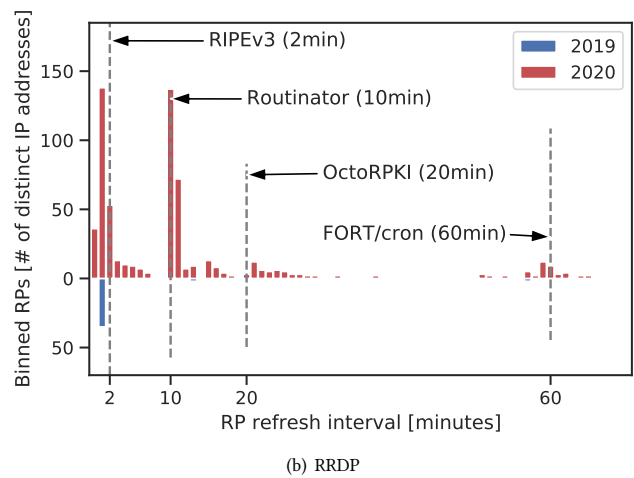 RIPEv3 (2min)
2019
2020
Routinator (10min)
OctoRPKI (20min)
FORT/cron (60min)
Binned RPs [# of distinct IP addresses]
150
100
50
0
50
2
10
20
60
RP refresh interval [minutes]
(b) RRDP